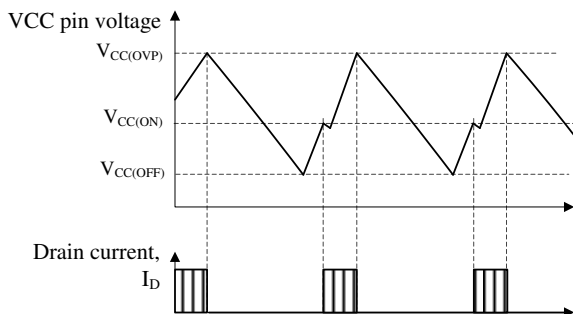 VCC pin voltage
VCC(OVP)
VCC(ON)
VCC(OFF)
Drain current,
ID